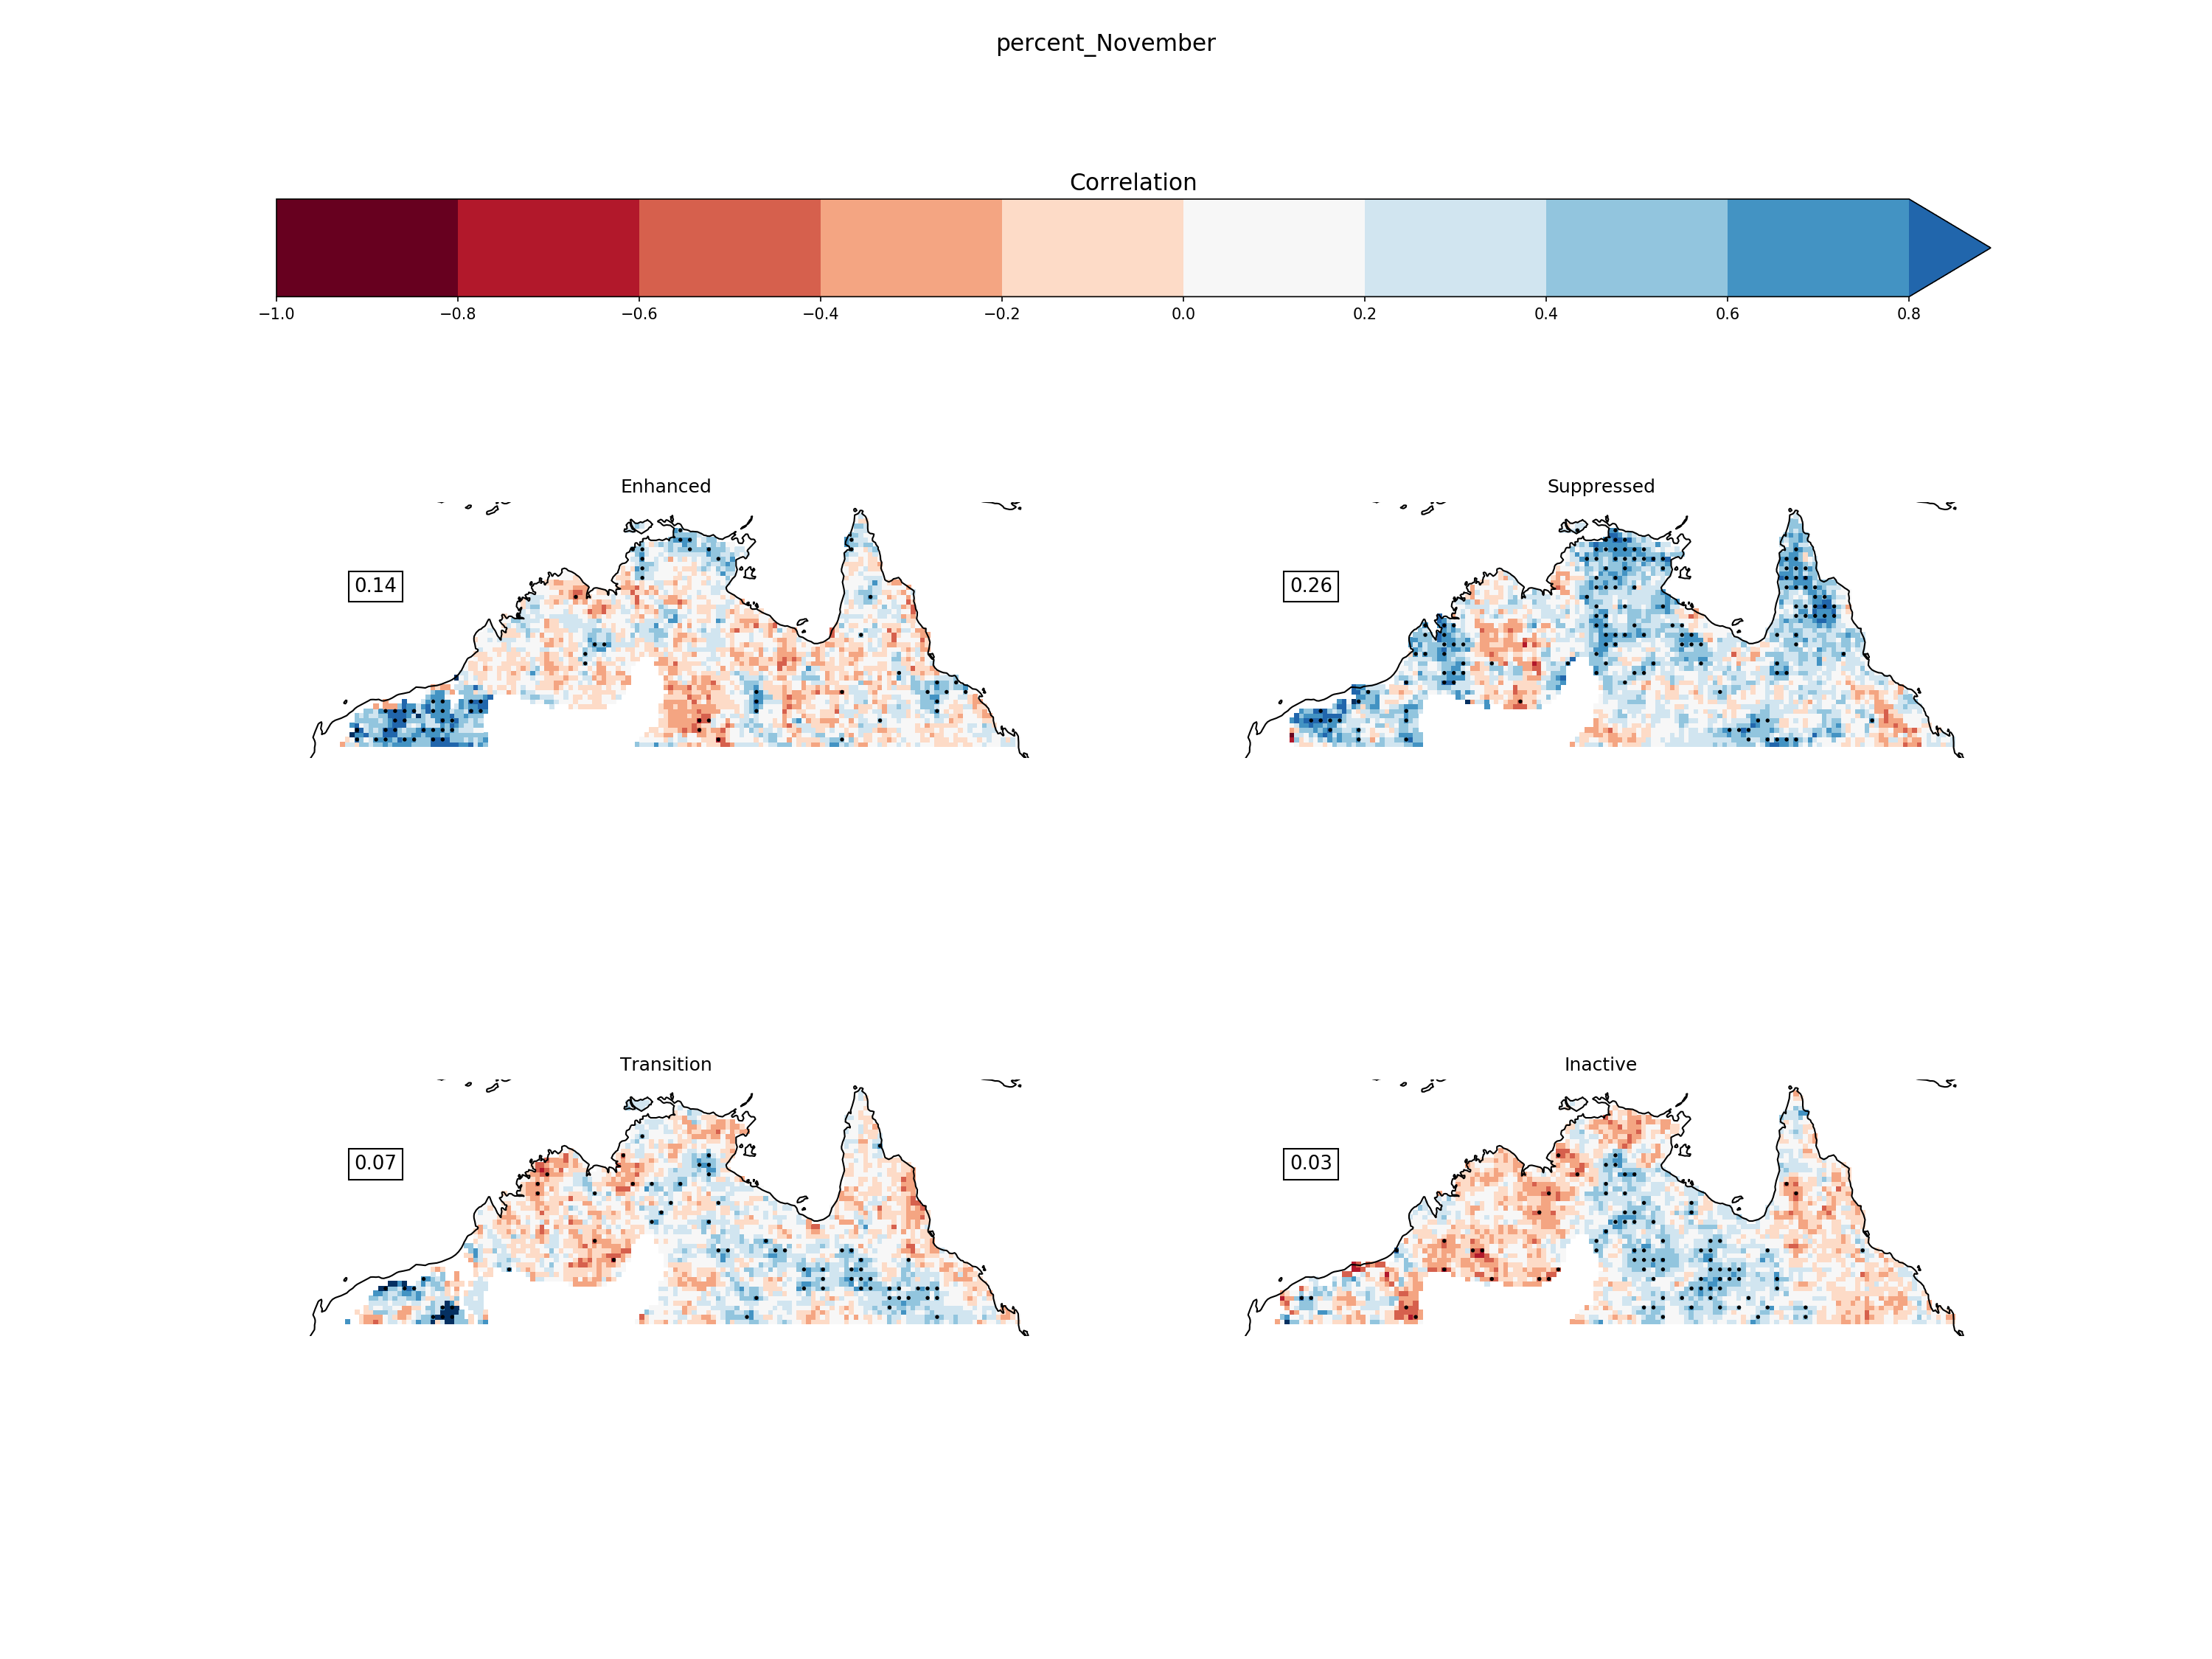 percent_November
Correlation
−1.0 −0.8 −0.6 −0.4 −0.2 0.0 0.2 0.4 0.6 0.8
Enhanced Suppressed
0.14 0.26
Transition Inactive
0.07 0.03